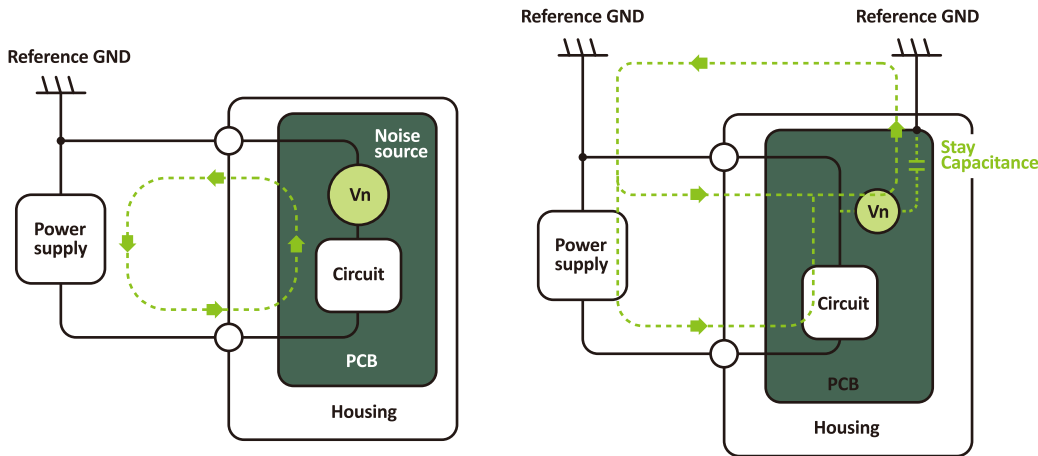 Reference GND
Noise
source
Vn
Power
supply
Circuit
PCB
Housing
Reference GND
Reference GND
Stay
Capacitance
Vn
Power
supply
Circuit
PCB
Housing